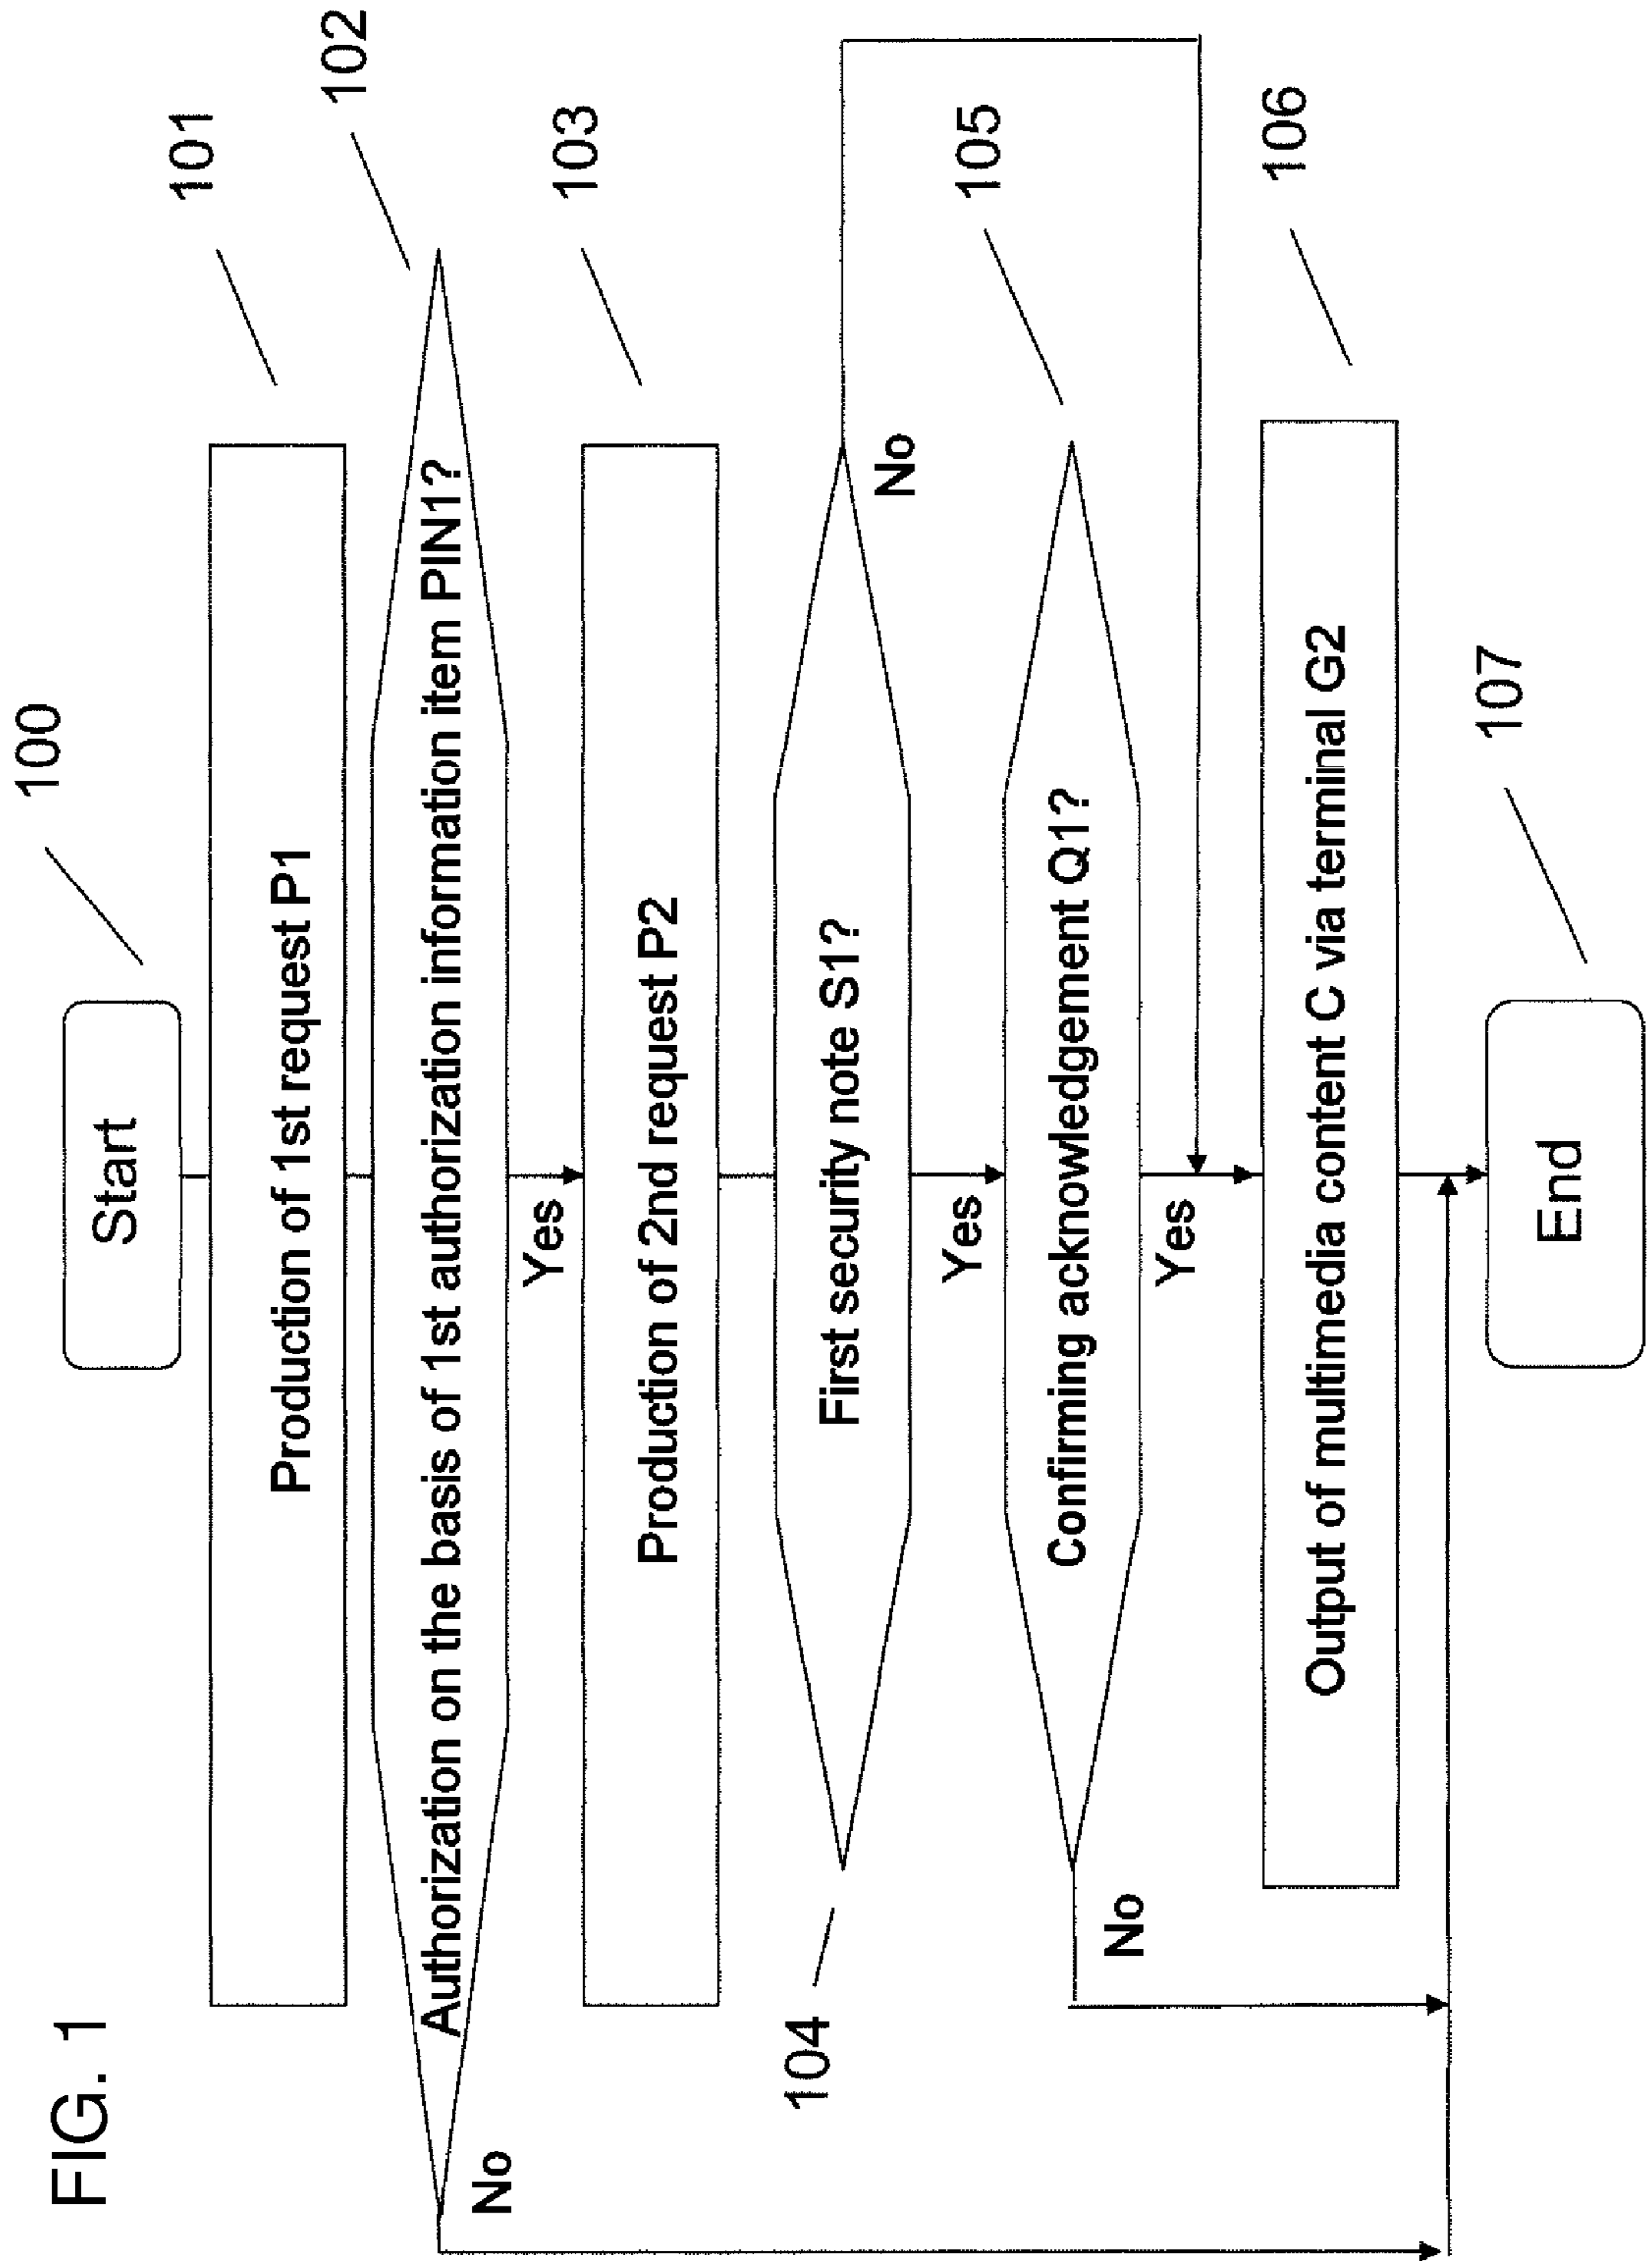 FIG. 1
Start
100
Production of 1st request P1
101
Authorization on the basis of 1st authorization information item PIN1?
102
No
Yes
Production of 2nd request P2
103
First security note S1?
104
No
Yes
Confirming acknowledgement Q1?
105
No
Yes
Output of multimedia content C via terminal G2
106
End
107